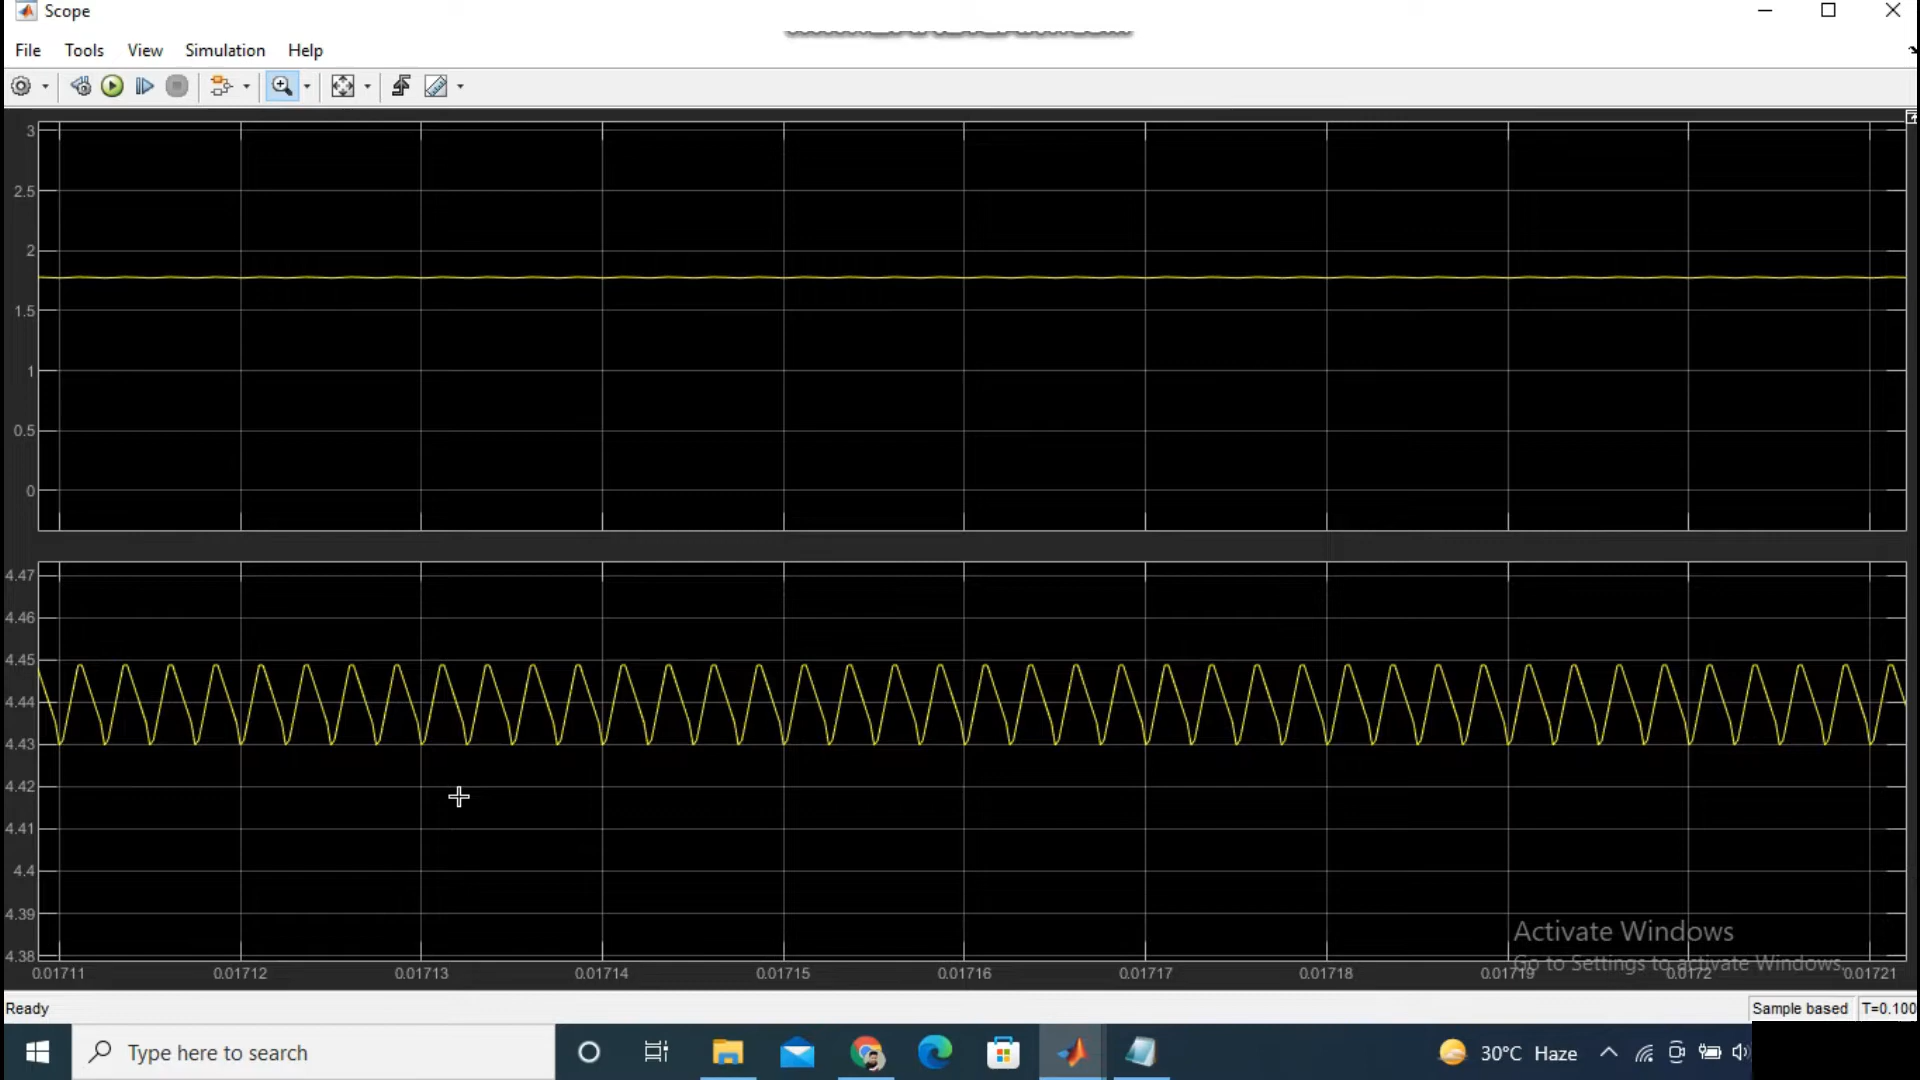 Scope
File Tools View Simulation Help
3
2.5
2
1.5
1
0.5
0
4.47
4.46
4.45
4.44
4.43
4.42
4.41
4.4
4.39
4.38
0.01711 0.01712 0.01713 0.01714 0.01715 0.01716 0.01717 0.01718 0.01719 0.0172 0.01721
Activate Windows
Go to Settings to activate Windows.
Ready
Sample based T=0.100
Type here to search
30°C Haze